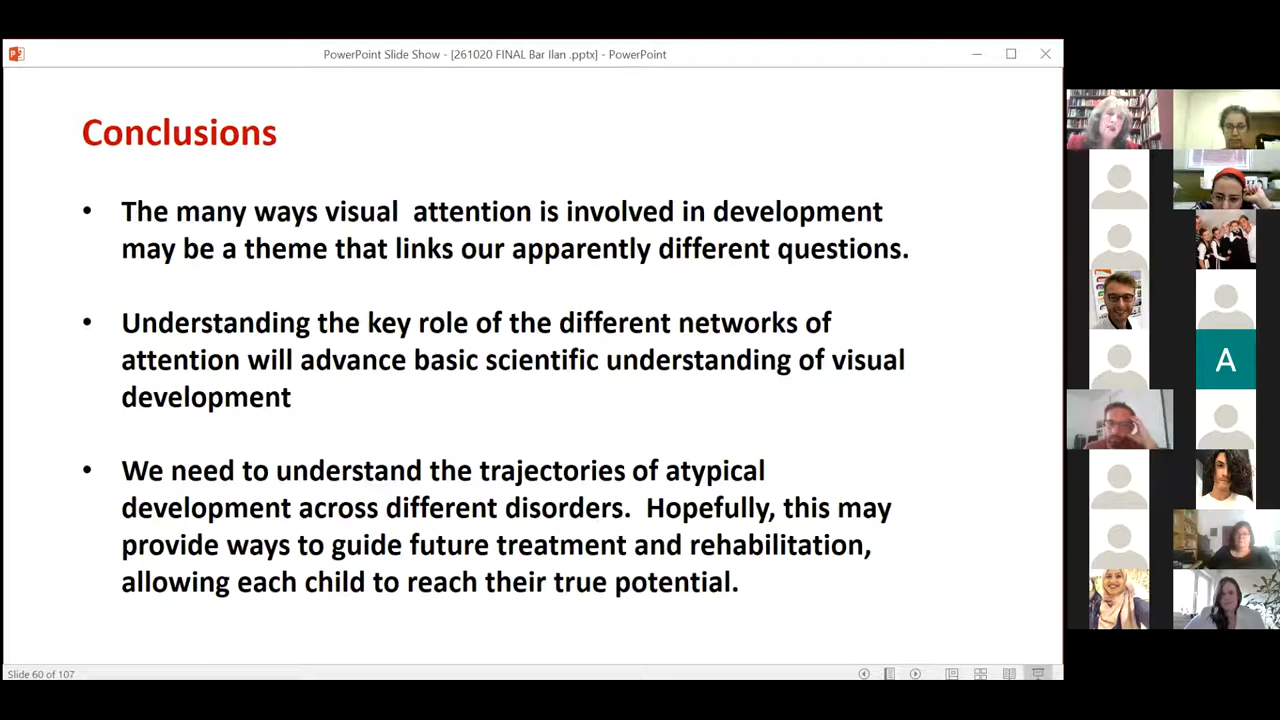 PowerPoint Slide Show - [261020 FINAL Bar Ilan .pptx] - PowerPoint
Conclusions
• The many ways visual attention is involved in development
may be a theme that links our apparently different questions.
• Understanding the key role of the different networks of
attention will advance basic scientific understanding of visual
development
• We need to understand the trajectories of atypical
development across different disorders. Hopefully, this may
provide ways to guide future treatment and rehabilitation,
allowing each child to reach their true potential.
Slide 60 of 107
A